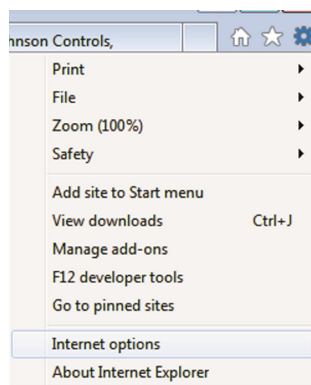 hnson Controls,
Print
File
Zoom (100%)
Safety
Add site to Start menu
View downloads Ctrl+J
Manage add-ons
F12 developer tools
Go to pinned sites
Internet options
About Internet Explorer